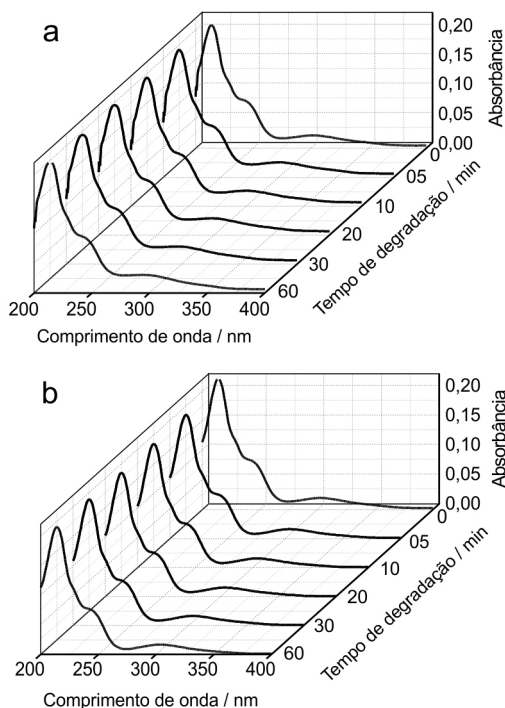 a
0,20
0,15
0,10
0,05
0,00
Absorbância
0
05
10
20
30
60
Tempo de degradação / min
200 250 300 350 400
Comprimento de onda / nm
b
0,20
0,15
0,10
0,05
0,00
Absorbância
0
05
10
20
30
60
Tempo de degradação / min
200 250 300 350 400
Comprimento de onda / nm